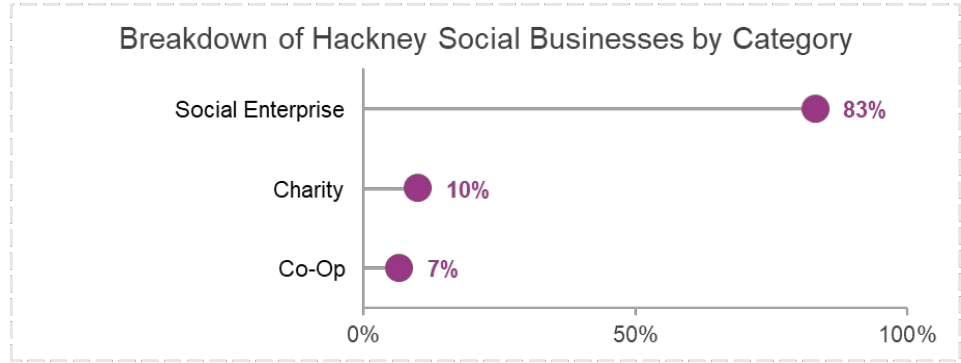 Breakdown of Hackney Social Businesses by Category
Social Enterprise 83%
Charity 10%
Co-Op 7%
0% 50% 100%